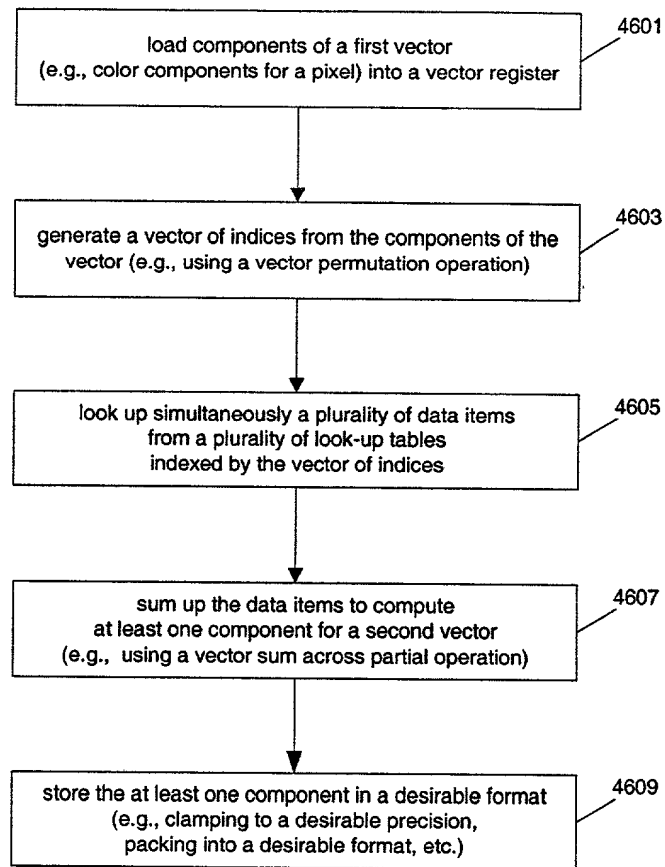 4601
load components of a first vector
(e.g., color components for a pixel) into a vector register
4603
generate a vector of indices from the components of the
vector (e.g., using a vector permutation operation)
4605
look up simultaneously a plurality of data items
from a plurality of look-up tables
indexed by the vector of indices
4607
sum up the data items to compute
at least one component for a second vector
(e.g., using a vector sum across partial operation)
4609
store the at least one component in a desirable format
(e.g., clamping to a desirable precision,
packing into a desirable format, etc.)